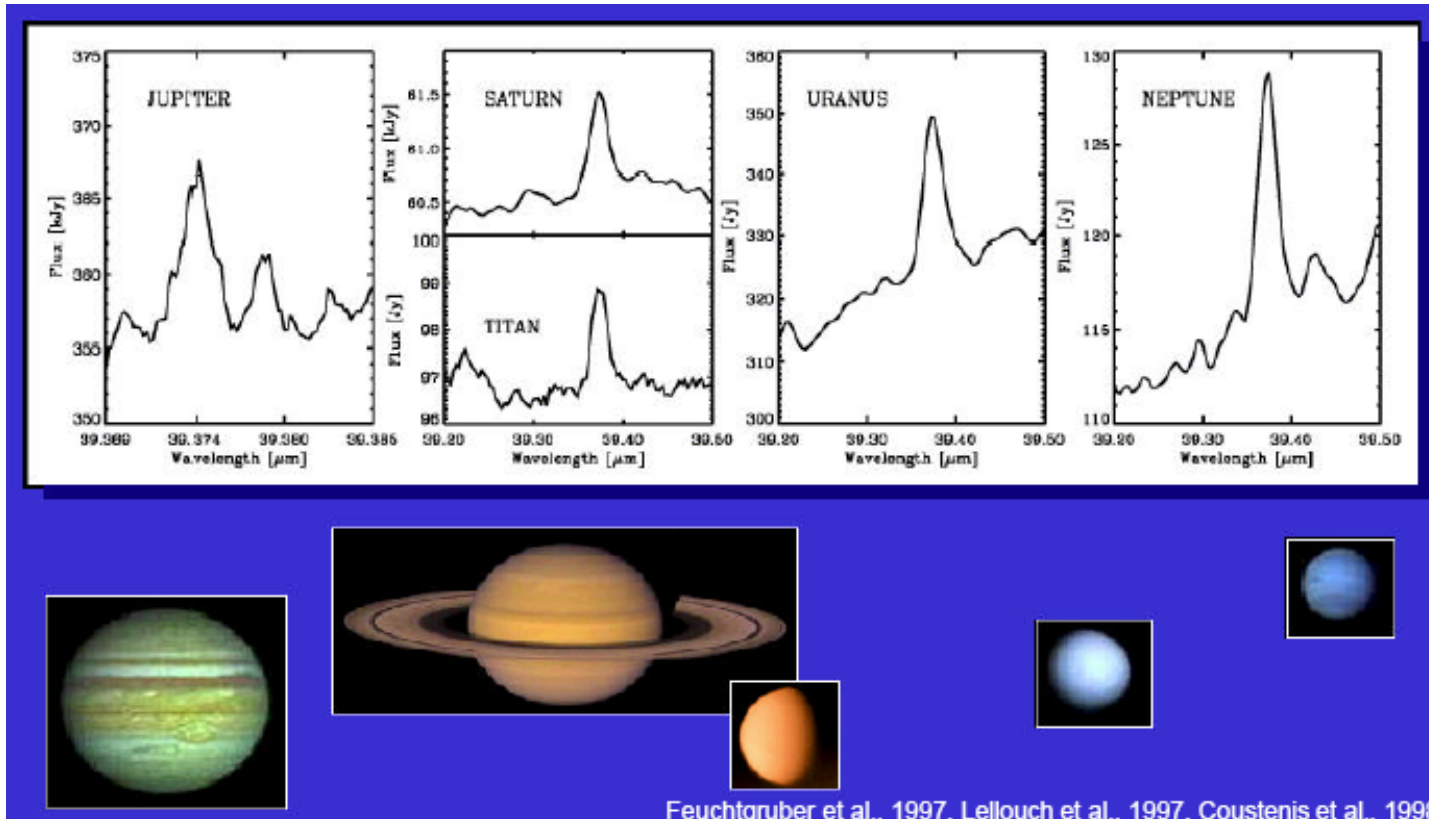 375
370
365
360
355
350
Flux [kJy]
JUPITER
39.369
39.374
39.380
39.385
Wavelength [μm]
61.5
61.0
60.5
Flux [kJy]
SATURN
100
99
98
97
96
Flux [Jy]
TITAN
39.20
39.30
39.40
39.50
Wavelength [μm]
360
350
340
330
320
310
300
Flux [Jy]
URANUS
39.20
39.30
39.40
39.50
Wavelength [μm]
130
125
120
115
110
Flux [Jy]
NEPTUNE
39.20
39.30
39.40
39.50
Wavelength [μm]
Feuchtgruber et al., 1997, Lellouch et al., 1997, Coustenis et al., 1998